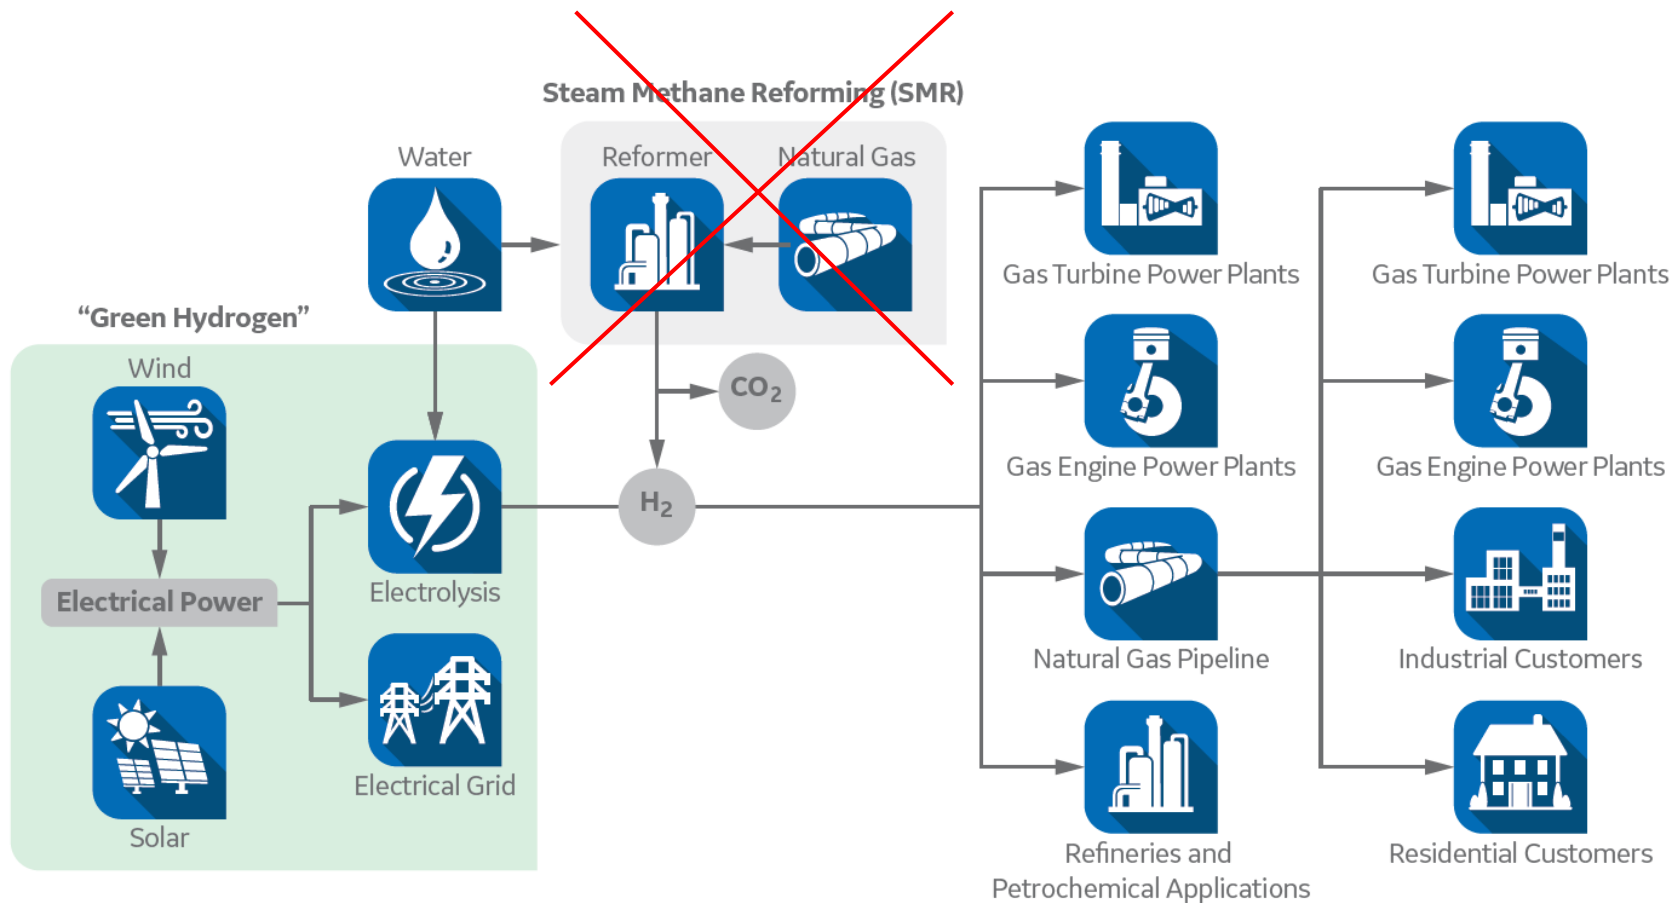 Steam Methane Reforming (SMR)
Water
Reformer
Natural Gas
Gas Turbine Power Plants
Gas Turbine Power Plants
“Green Hydrogen”
Wind
CO₂
Gas Engine Power Plants
Gas Engine Power Plants
H₂
Electrical Power
Electrolysis
Natural Gas Pipeline
Industrial Customers
Electrical Grid
Solar
Refineries and
Petrochemical Applications
Residential Customers